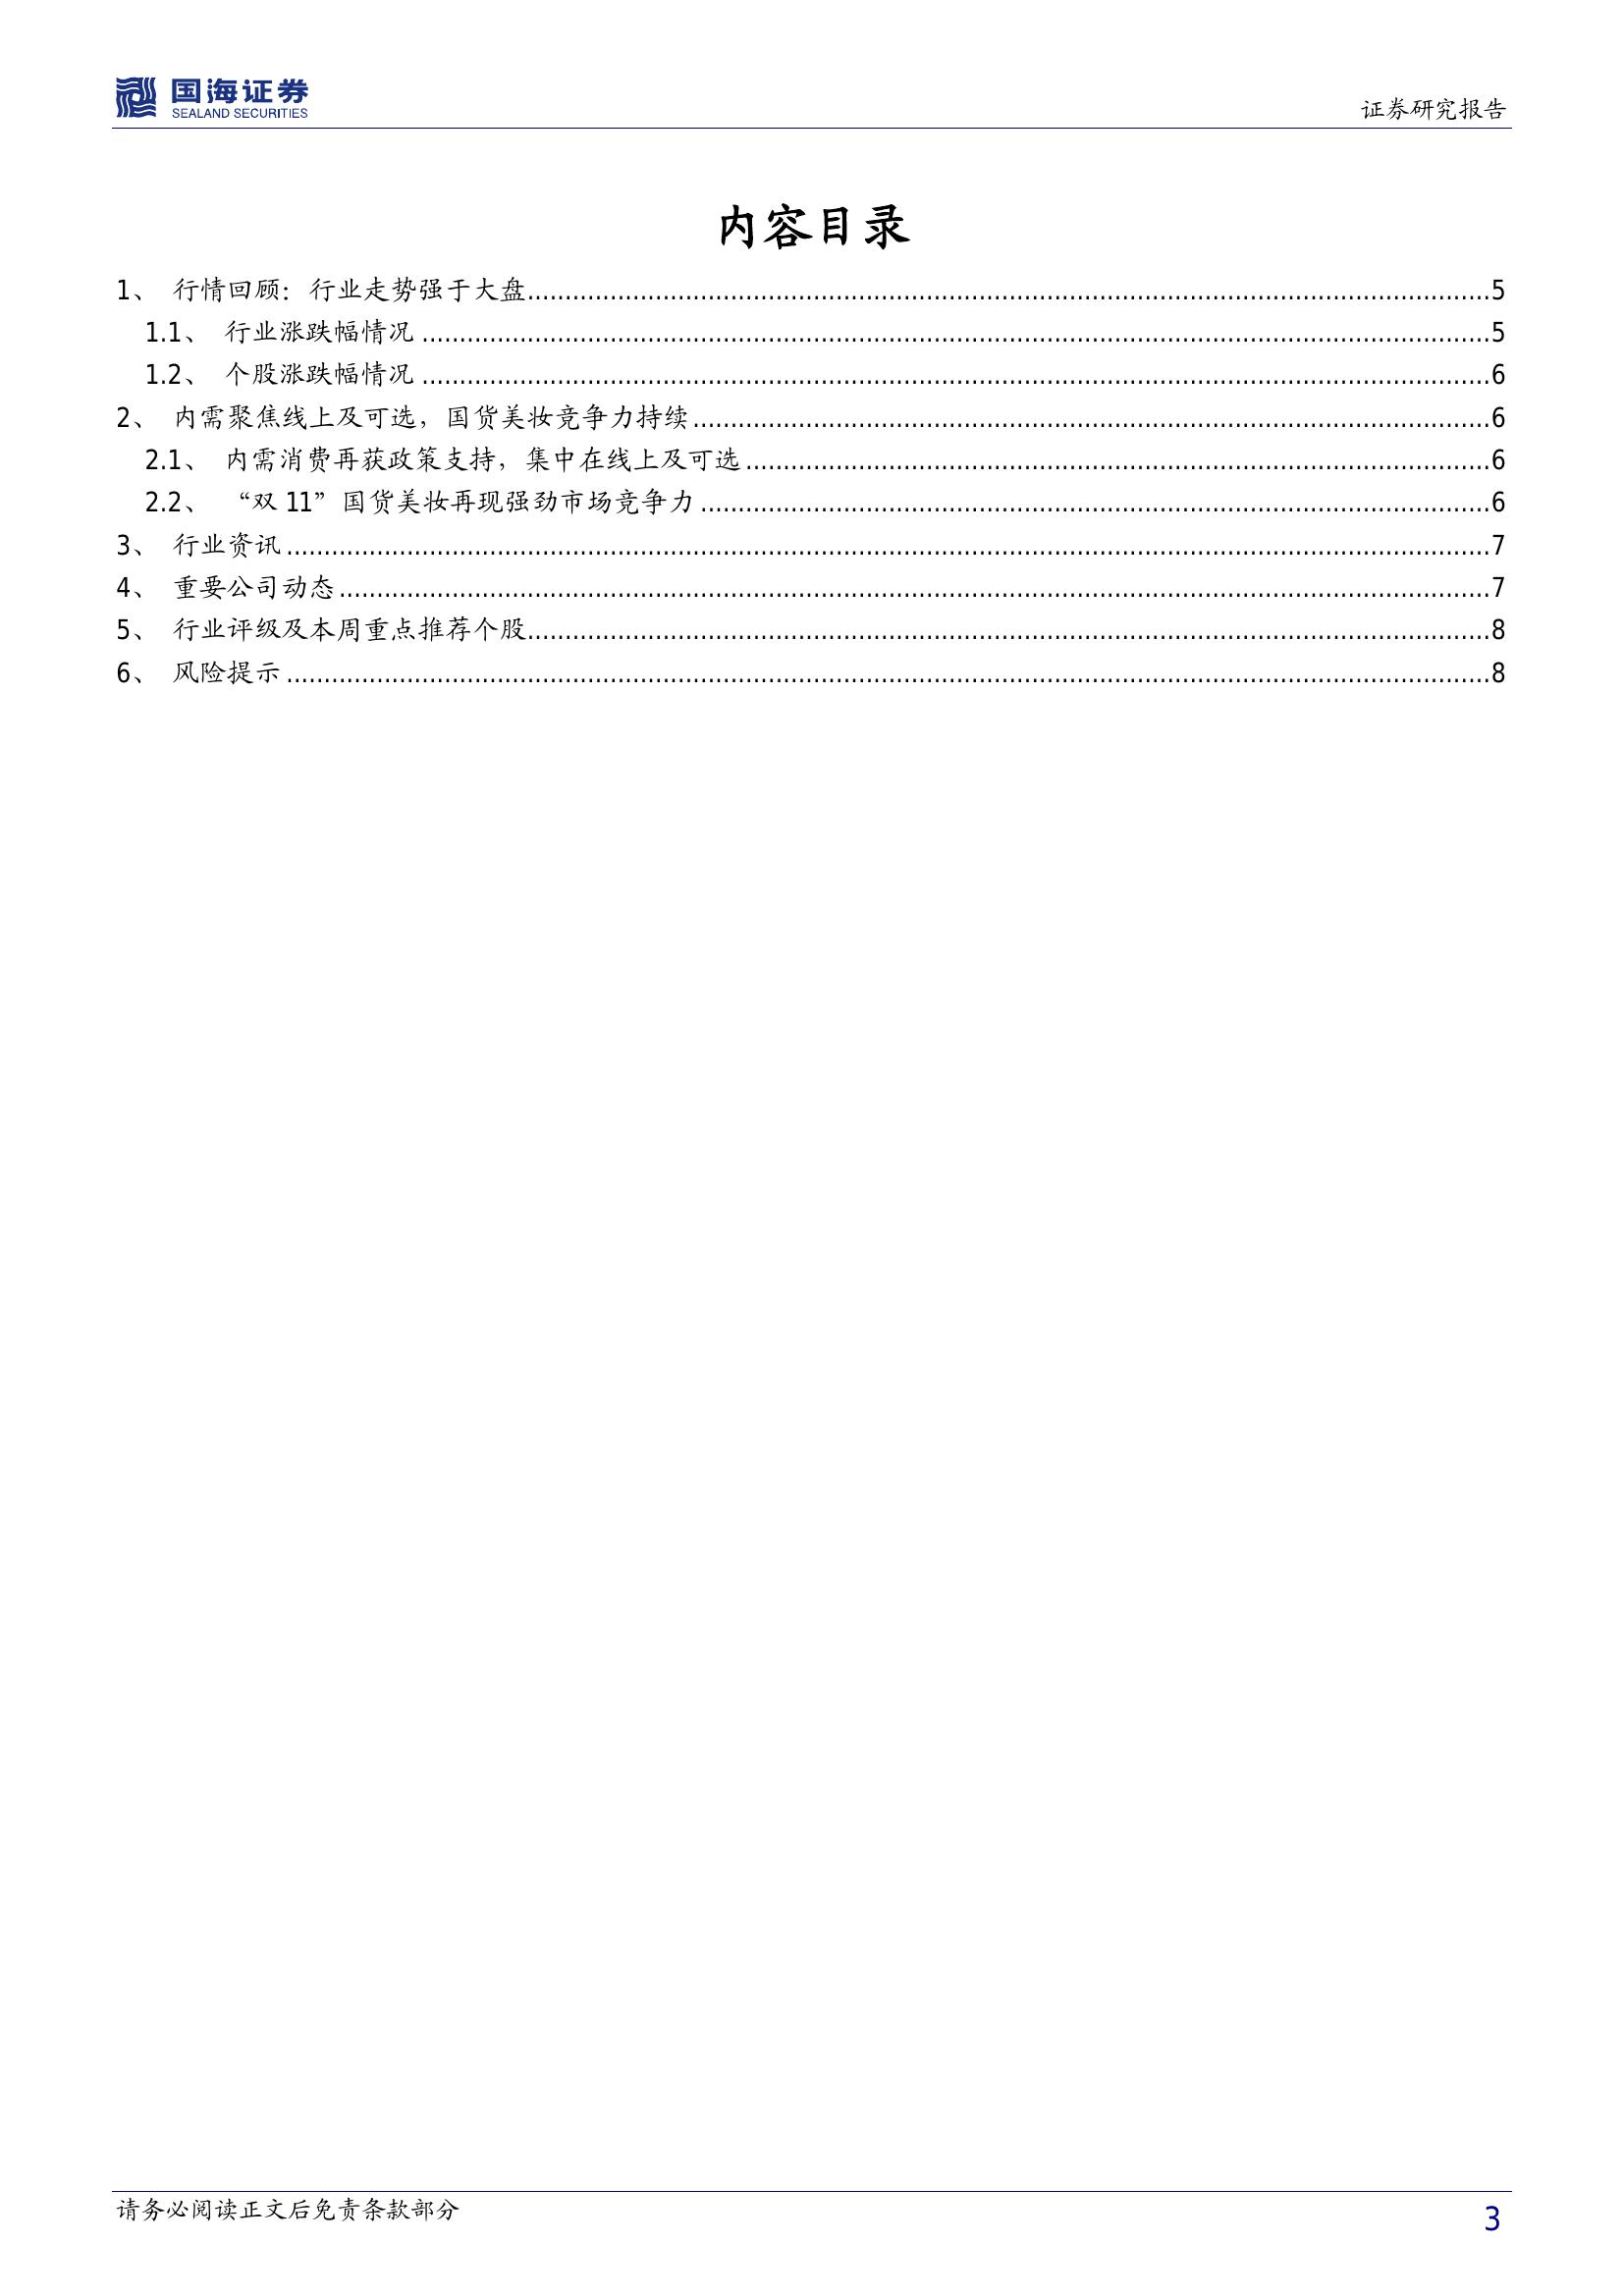 国海证券
SEALAND SECURITIES
证券研究报告
内容目录
1、 行情回顾：行业走势强于大盘........................................5
1.1、 行业涨跌幅情况........................................5
1.2、 个股涨跌幅情况........................................6
2、 内需聚焦线上及可选，国货美妆竞争力持续........................................6
2.1、 内需消费再获政策支持，集中在线上及可选........................................6
2.2、 “双 11”国货美妆再现强劲市场竞争力........................................6
3、 行业资讯........................................7
4、 重要公司动态........................................7
5、 行业评级及本周重点推荐个股........................................8
6、 风险提示........................................8
请务必阅读正文后免责条款部分
3